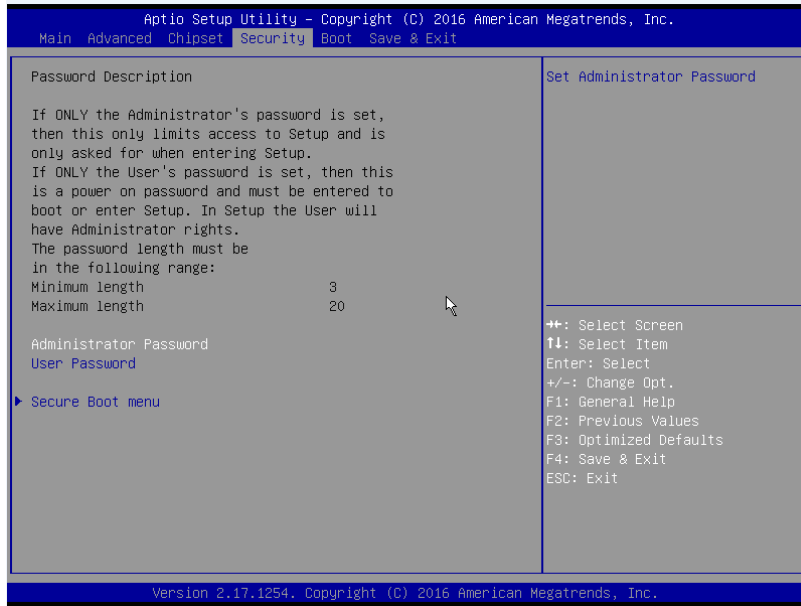 Aptio Setup Utility – Copyright (C) 2016 American Megatrends, Inc.
Main Advanced Chipset Security Boot Save & Exit
Password Description
If ONLY the Administrator's password is set,
then this only limits access to Setup and is
only asked for when entering Setup.
If ONLY the User's password is set, then this
is a power on password and must be entered to
boot or enter Setup. In Setup the User will
have Administrator rights.
The password length must be
in the following range:
Minimum length 3
Maximum length 20
Administrator Password
User Password
▶ Secure Boot menu
Set Administrator Password
→←: Select Screen
↑↓: Select Item
Enter: Select
+/-: Change Opt.
F1: General Help
F2: Previous Values
F3: Optimized Defaults
F4: Save & Exit
ESC: Exit
Version 2.17.1254. Copyright (C) 2016 American Megatrends, Inc.